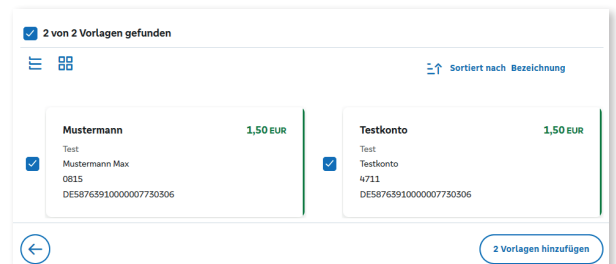 2 von 2 Vorlagen gefunden
Sortiert nach Bezeichnung
Mustermann 1,50 EUR
Test
Mustermann Max
0815
DE58763910000007730306
Testkonto 1,50 EUR
Test
Testkonto
4711
DE58763910000007730306
2 Vorlagen hinzufügen